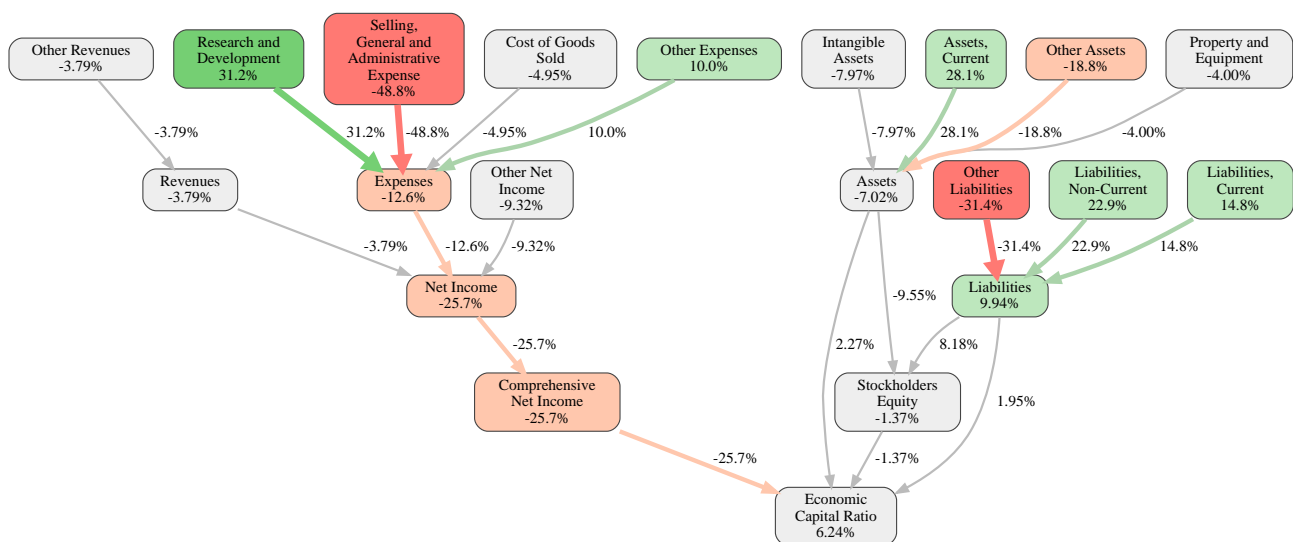 Other Revenues
-3.79%
Research and
Development
31.2%
Selling,
General and
Administrative
Expense
-48.8%
Cost of Goods
Sold
-4.95%
Other Expenses
10.0%
Intangible
Assets
-7.97%
Assets,
Current
28.1%
Other Assets
-18.8%
Property and
Equipment
-4.00%
-3.79%
31.2%
-48.8%
-4.95%
10.0%
-7.97%
28.1%
-18.8%
-4.00%
Revenues
-3.79%
Expenses
-12.6%
Other Net
Income
-9.32%
Assets
-7.02%
Other
Liabilities
-31.4%
Liabilities,
Non-Current
22.9%
Liabilities,
Current
14.8%
-3.79%
-12.6%
-9.32%
-31.4%
22.9%
14.8%
Net Income
-25.7%
Liabilities
9.94%
-9.55%
-25.7%
2.27%
8.18%
Comprehensive
Net Income
-25.7%
Stockholders
Equity
-1.37%
1.95%
-25.7%
-1.37%
Economic
Capital Ratio
6.24%